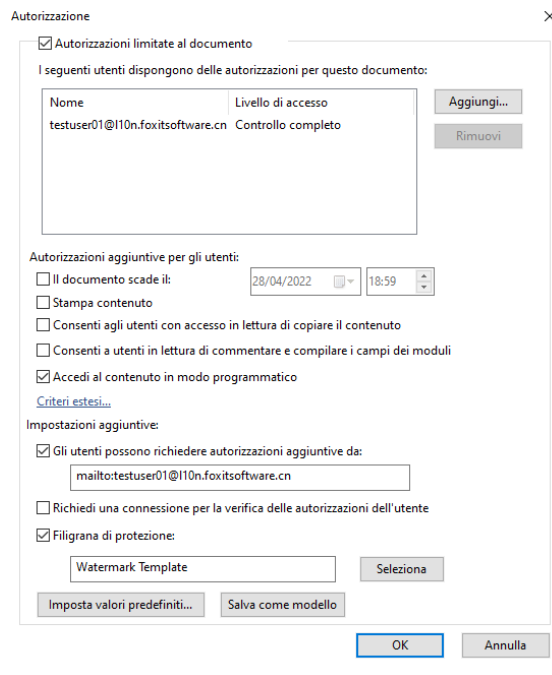 Autorizzazione
Autorizzazioni limitate al documento
I seguenti utenti dispongono delle autorizzazioni per questo documento:
Nome Livello di accesso Aggiungi...
testuser01@l10n.foxitsoftware.cn Controllo completo
Rimuovi
Autorizzazioni aggiuntive per gli utenti:
Il documento scade il: 28/04/2022 18:59
Stampa contenuto
Consenti agli utenti con accesso in lettura di copiare il contenuto
Consenti a utenti in lettura di commentare e compilare i campi dei moduli
Accedi al contenuto in modo programmatico
Criteri estesi...
Impostazioni aggiuntive:
Gli utenti possono richiedere autorizzazioni aggiuntive da:
mailto:testuser01@l10n.foxitsoftware.cn
Richiedi una connessione per la verifica delle autorizzazioni dell'utente
Filigrana di protezione:
Watermark Template Seleziona
Imposta valori predefiniti... Salva come modello
OK Annulla